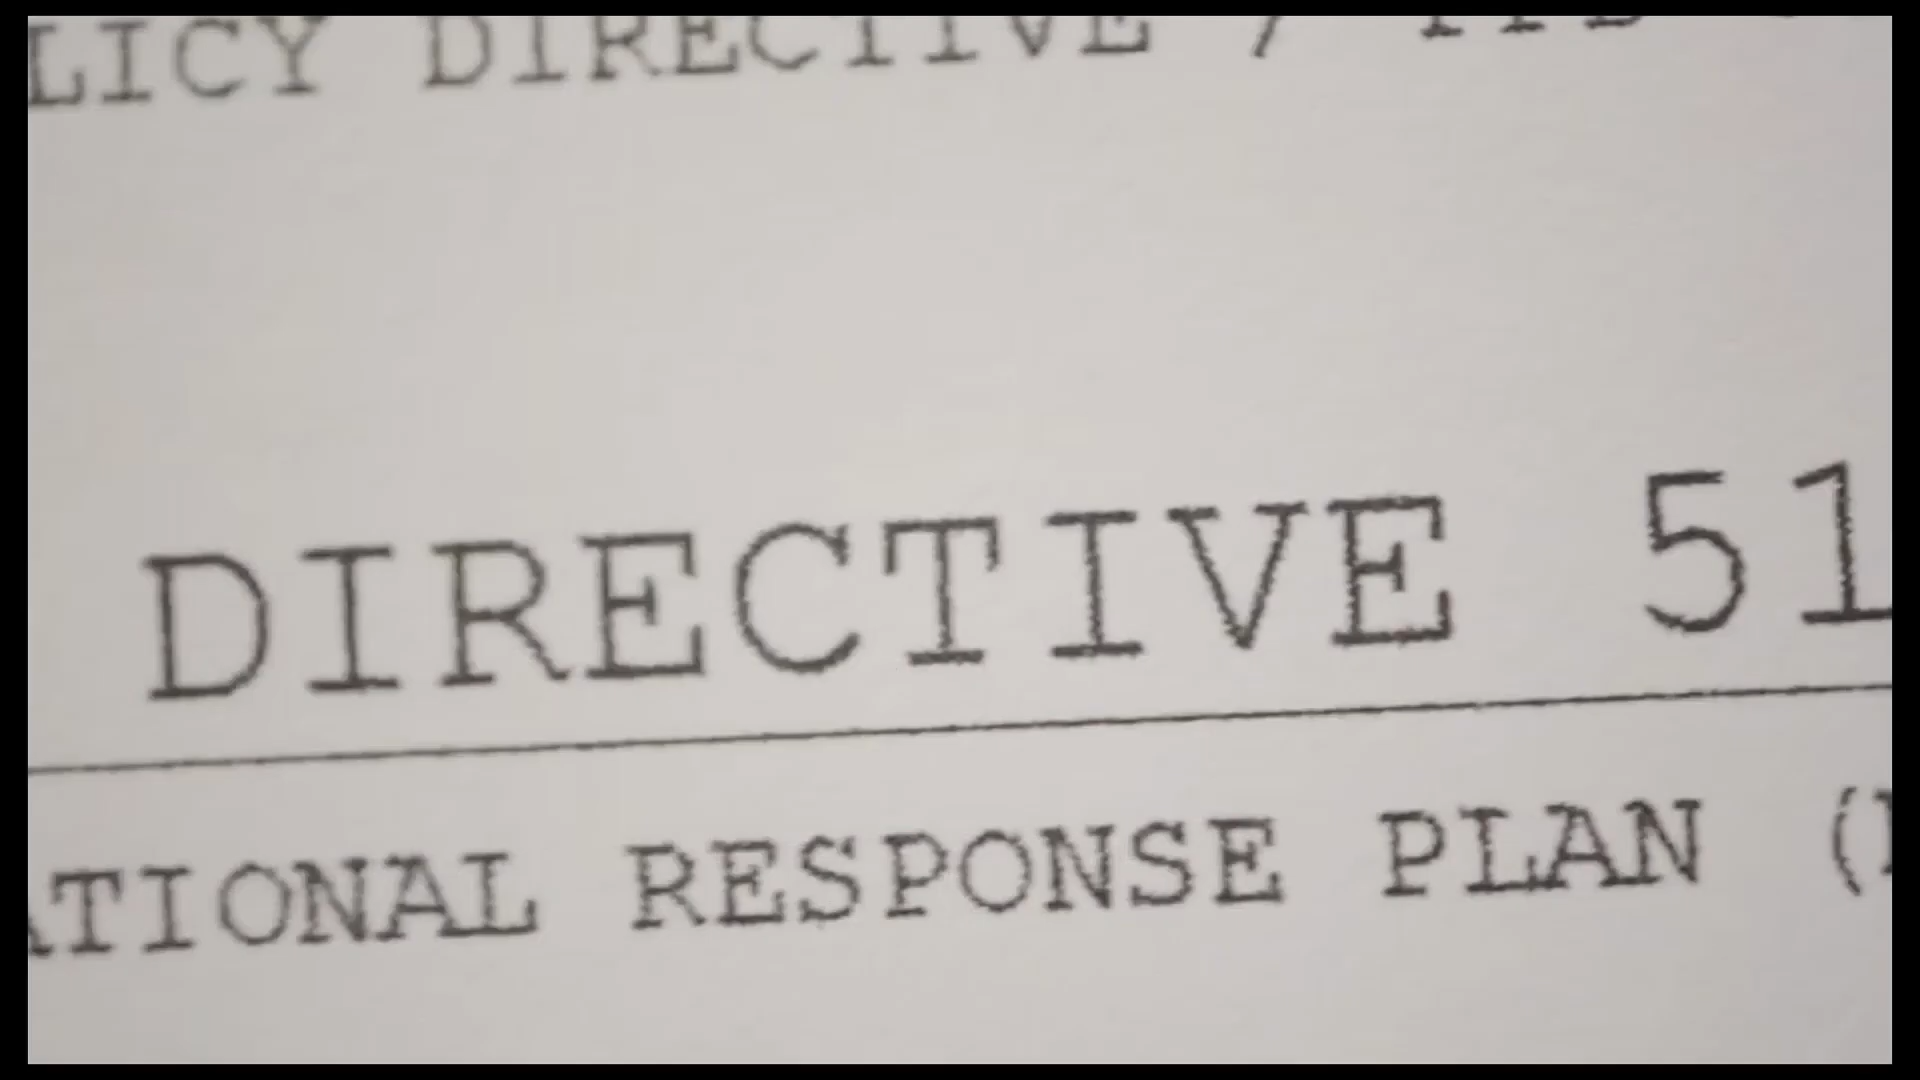 LICY DIRECTIVE /
DIRECTIVE 51
ATIONAL RESPONSE PLAN (